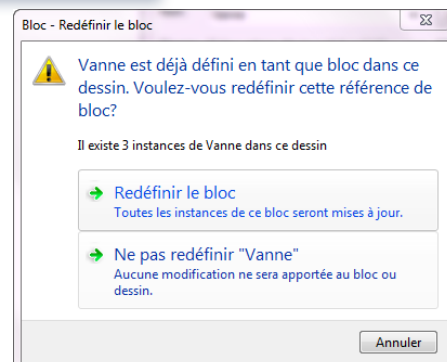 Bloc - Redéfinir le bloc
Vanne est déjà défini en tant que bloc dans ce
dessin. Voulez-vous redéfinir cette référence de
bloc?
Il existe 3 instances de Vanne dans ce dessin
Redéfinir le bloc
Toutes les instances de ce bloc seront mises à jour.
Ne pas redéfinir "Vanne"
Aucune modification ne sera apportée au bloc ou
dessin.
Annuler